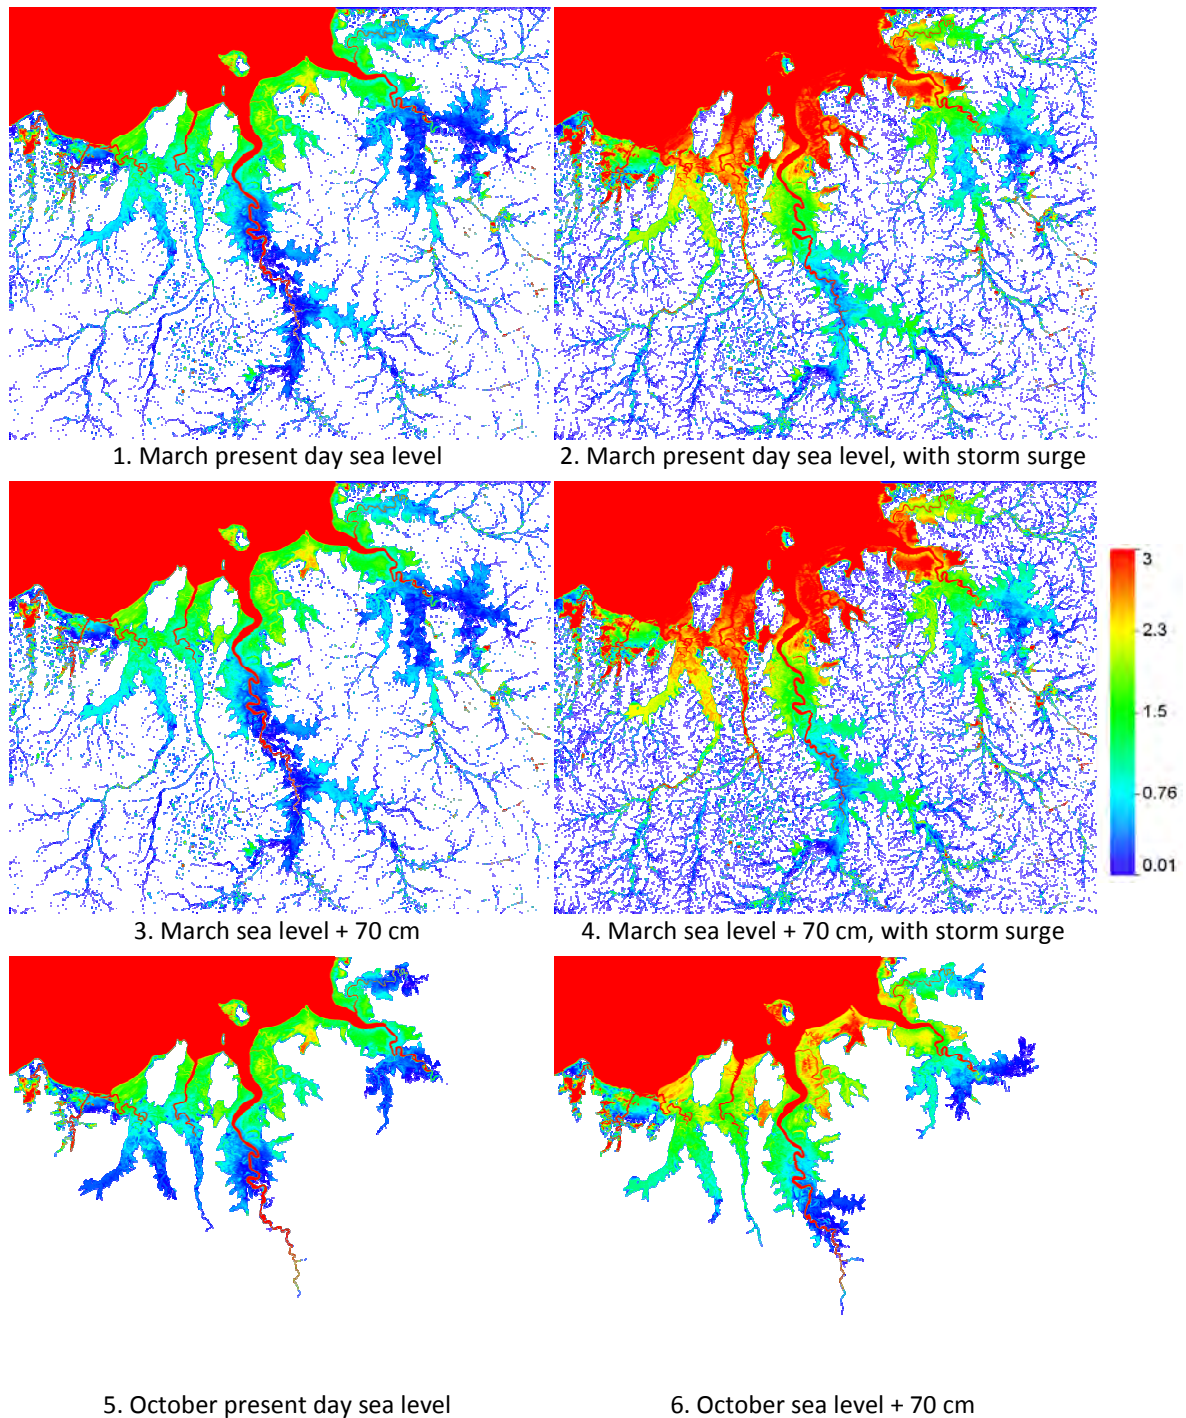 1. March present day sea level
2. March present day sea level, with storm surge
3. March sea level + 70 cm
4. March sea level + 70 cm, with storm surge
3
2.3
1.5
0.76
0.01
5. October present day sea level
6. October sea level + 70 cm